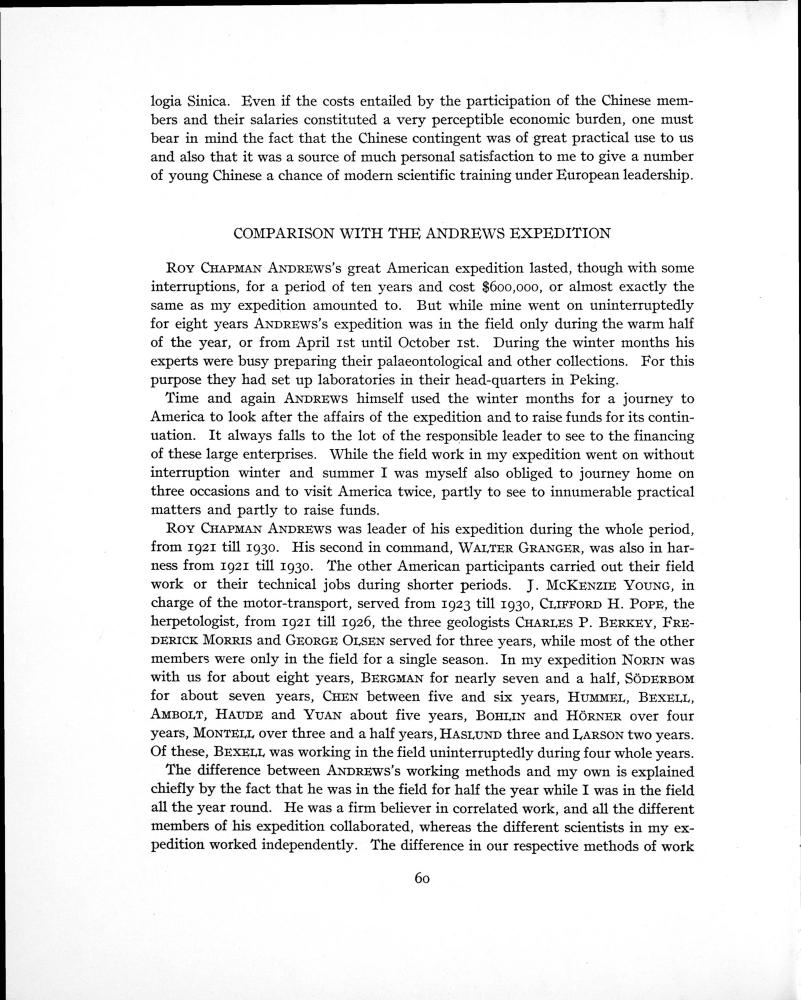 logia Sinica. Even if the costs entailed by the participation of the Chinese mem-
bers and their salaries constituted a very perceptible economic burden, one must
bear in mind the fact that the Chinese contingent was of great practical use to us
and also that it was a source of much personal satisfaction to me to give a number
of young Chinese a chance of modern scientific training under European leadership.
COMPARISON WITH THE ANDREWS EXPEDITION
ROY CHAPMAN ANDREWS's great American expedition lasted, though with some
interruptions, for a period of ten years and cost $600,000, or almost exactly the
same as my expedition amounted to. But while mine went on uninterruptedly
for eight years ANDREWS's expedition was in the field only during the warm half
of the year, or from April 1st until October 1st. During the winter months his
experts were busy preparing their palaeontological and other collections. For this
purpose they had set up laboratories in their head-quarters in Peking.
Time and again ANDREWS himself used the winter months for a journey to
America to look after the affairs of the expedition and to raise funds for its contin-
uation. It always falls to the lot of the responsible leader to see to the financing
of these large enterprises. While the field work in my expedition went on without
interruption winter and summer I was myself also obliged to journey home on
three occasions and to visit America twice, partly to see to innumerable practical
matters and partly to raise funds.
ROY CHAPMAN ANDREWS was leader of his expedition during the whole period,
from 1921 till 1930. His second in command, WALTER GRANGER, was also in har-
ness from 1921 till 1930. The other American participants carried out their field
work or their technical jobs during shorter periods. J. MCKENZIE YOUNG, in
charge of the motor-transport, served from 1923 till 1930, CLIFFORD H. POPE, the
herpetologist, from 1921 till 1926, the three geologists CHARLES P. BERKEY, FRE-
DERICK MORRIS and GEORGE OLSEN served for three years, while most of the other
members were only in the field for a single season. In my expedition NORIN was
with us for about eight years, BERGMAN for nearly seven and a half, SÖDERBOM
for about seven years, CHEN between five and six years, HUMMEL, BEXELL,
AMBOLT, HAUDE and YUAN about five years, BOHLIN and HÖRNER over four
years, MONTELL over three and a half years, HASLUND three and LARSON two years.
Of these, BEXELL was working in the field uninterruptedly during four whole years.
The difference between ANDREWS's working methods and my own is explained
chiefly by the fact that he was in the field for half the year while I was in the field
all the year round. He was a firm believer in correlated work, and all the different
members of his expedition collaborated, whereas the different scientists in my ex-
pedition worked independently. The difference in our respective methods of work
60